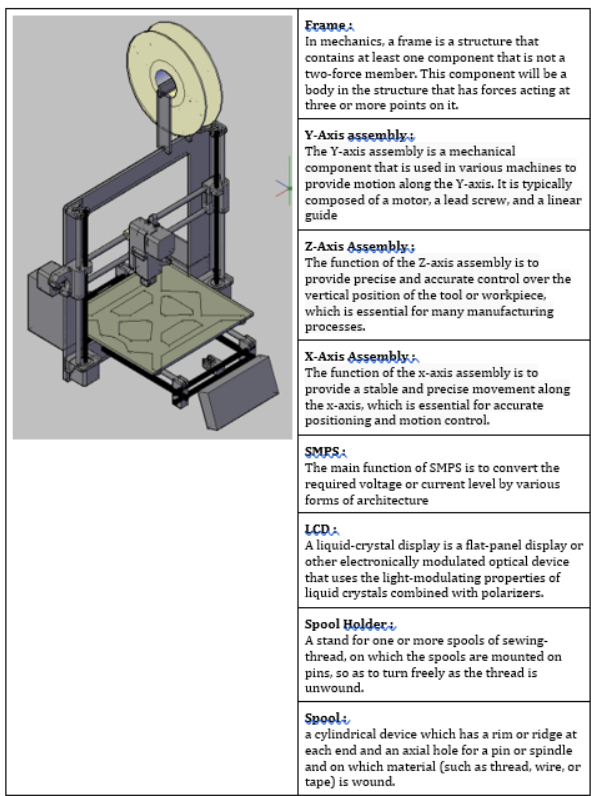 Frame :
In mechanics, a frame is a structure that
contains at least one component that is not a
two-force member. This component will be a
body in the structure that has forces acting at
three or more points on it.
Y-Axis assembly :
The Y-axis assembly is a mechanical
component that is used in various machines to
provide motion along the Y-axis. It is typically
composed of a motor, a lead screw, and a linear
guide
Z-Axis Assembly :
The function of the Z-axis assembly is to
provide precise and accurate control over the
vertical position of the tool or workpiece,
which is essential for many manufacturing
processes.
X-Axis Assembly :
The function of the x-axis assembly is to
provide a stable and precise movement along
the x-axis, which is essential for accurate
positioning and motion control.
SMPS :
The main function of SMPS is to convert the
required voltage or current level by various
forms of architecture
LCD :
A liquid-crystal display is a flat-panel display or
other electronically modulated optical device
that uses the light-modulating properties of
liquid crystals combined with polarizers.
Spool Holder :
A stand for one or more spools of sewing-
thread, on which the spools are mounted on
pins, so as to turn freely as the thread is
unwound.
Spool :
a cylindrical device which has a rim or ridge at
each end and an axial hole for a pin or spindle
and on which material (such as thread, wire, or
tape) is wound.